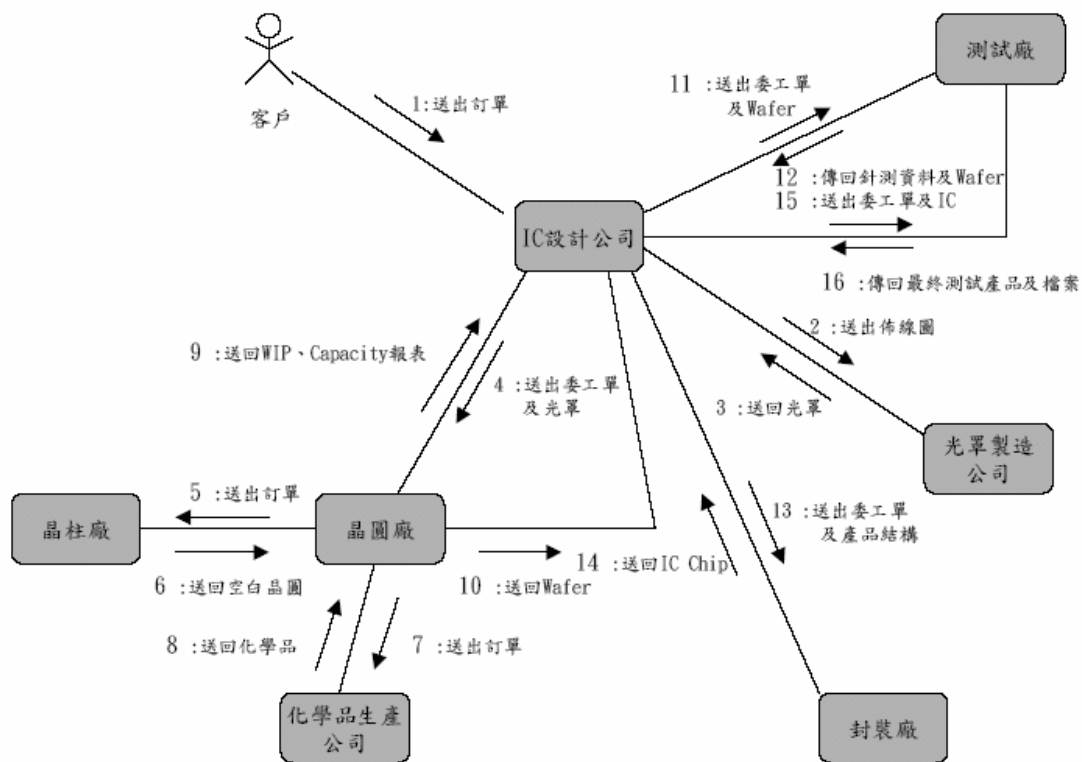 測試廠
11 :送出委工單
及Wafer
1:送出訂單
客戶
12 :傳回針測資料及Wafer
15 :送出委工單及IC
IC設計公司
16 :傳回最終測試產品及檔案
2 :送出佈線圖
9 :送回WIP、Capacity報表
4 :送出委工單
及光罩
3 :送回光罩
光罩製造
公司
5 :送出訂單
晶柱廠
晶圓廠
13 :送出委工單
及產品結構
14 :送回IC Chip
6 :送回空白晶圓
10 :送回Wafer
8 :送回化學品
7 :送出訂單
化學品生產
公司
封裝廠